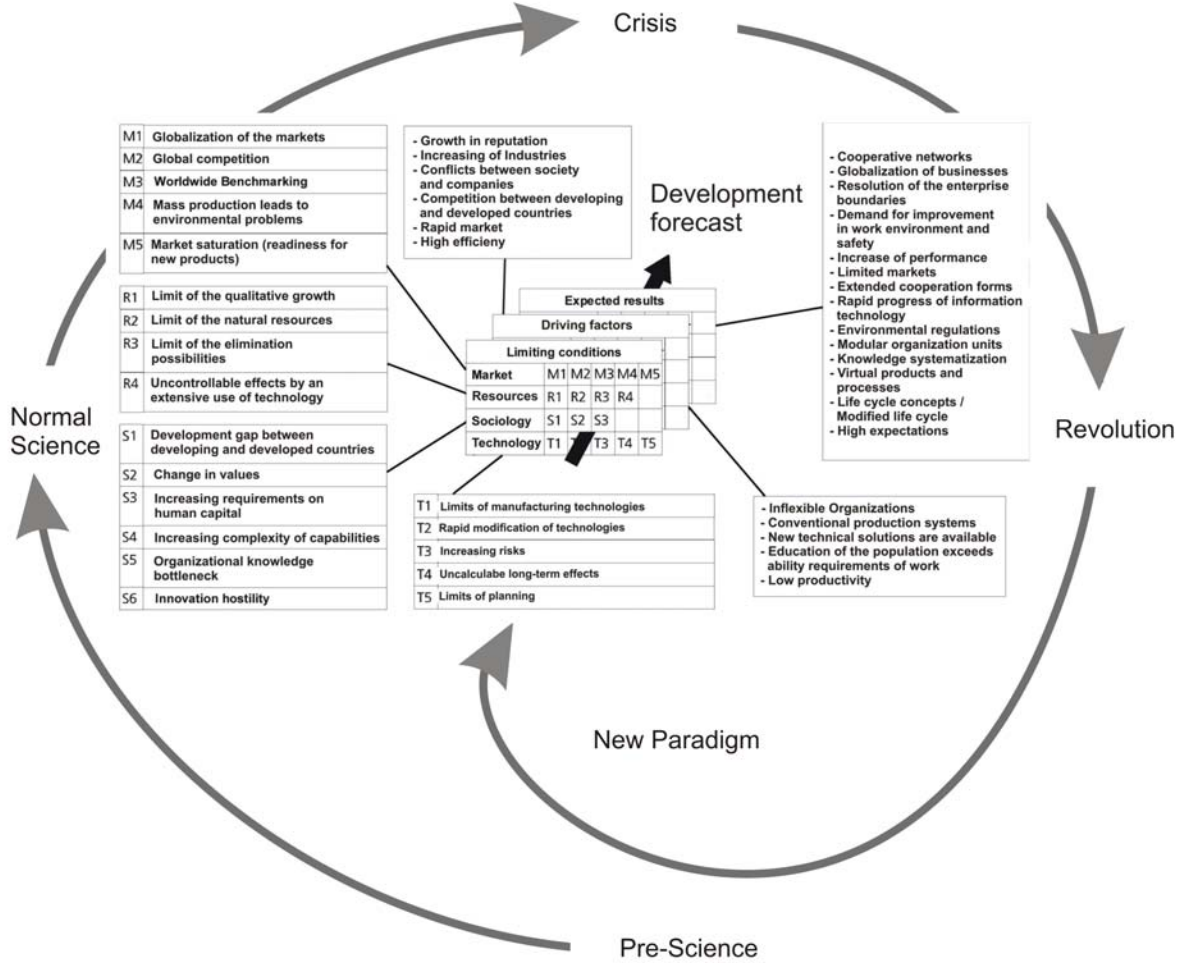 Crisis
M1 Globalization of the markets
M2 Global competition
M3 Worldwide Benchmarking
M4 Mass production leads to
environmental problems
M5 Market saturation (readiness for
new products)
R1 Limit of the qualitative growth
R2 Limit of the natural resources
R3 Limit of the elimination
possibilities
R4 Uncontrollable effects by an
extensive use of technology
S1 Development gap between
developing and developed countries
S2 Change in values
S3 Increasing requirements on
human capital
S4 Increasing complexity of capabilities
S5 Organizational knowledge
bottleneck
S6 Innovation hostility
Normal
Science
- Growth in reputation
- Increasing of Industries
- Conflicts between society
and companies
- Competition between developing
and developed countries
- Rapid market
- High efficieny
Development
forecast
Expected results
Driving factors
Limiting conditions
Market M1 M2 M3 M4 M5
Resources R1 R2 R3 R4
Sociology S1 S2 S3
Technology T1 T3 T4 T5
T1 Limits of manufacturing technologies
T2 Rapid modification of technologies
T3 Increasing risks
T4 Uncalculabe long-term effects
T5 Limits of planning
- Cooperative networks
- Globalization of businesses
- Resolution of the enterprise
boundaries
- Demand for improvement
in work environment and
safety
- Increase of performance
- Limited markets
- Extended cooperation forms
- Rapid progress of information
technology
- Environmental regulations
- Modular organization units
- Knowledge systematization
- Virtual products and
processes
- Life cycle concepts /
Modified life cycle
- High expectations
Revolution
- Inflexible Organizations
- Conventional production systems
- New technical solutions are available
- Education of the population exceeds
ability requirements of work
- Low productivity
New Paradigm
Pre-Science